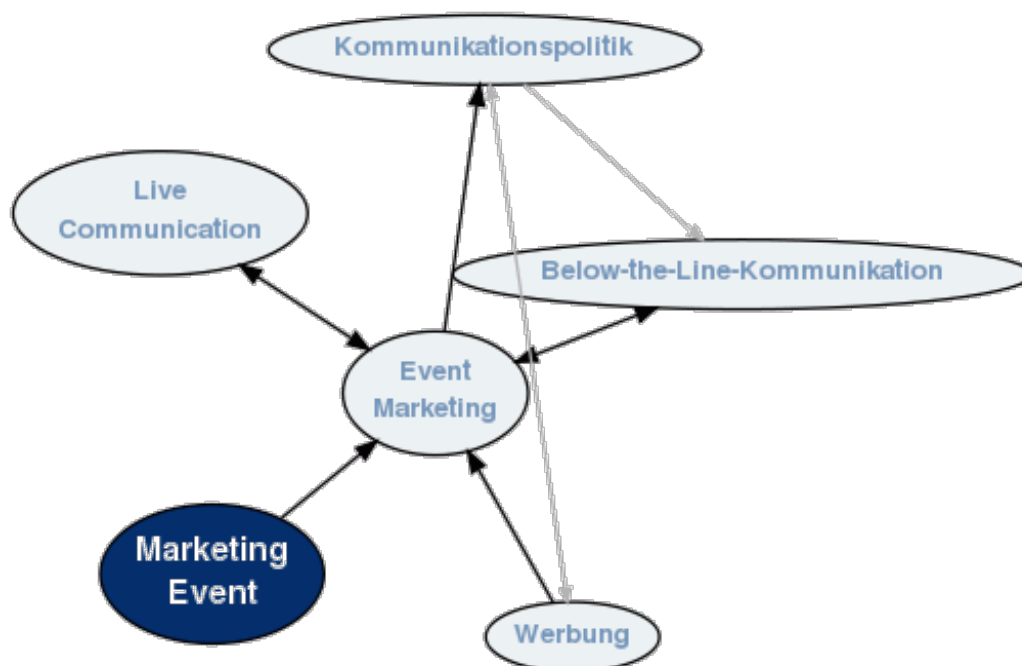 Kommunikationspolitik
Live
Communication
Below-the-Line-Kommunikation
Event
Marketing
Marketing
Event
Werbung